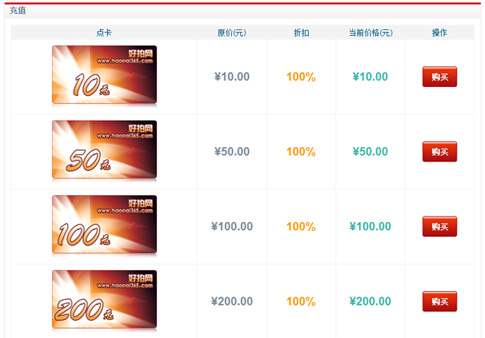 充值
点卡 原价(元) 折扣 当前价格(元) 操作
好拍网
www.haopai365.com
10元 ¥10.00 100% ¥10.00 购买
好拍网
www.haopai365.com
50元 ¥50.00 100% ¥50.00 购买
好拍网
www.haopai365.com
100元 ¥100.00 100% ¥100.00 购买
好拍网
www.haopai365.com
200元 ¥200.00 100% ¥200.00 购买